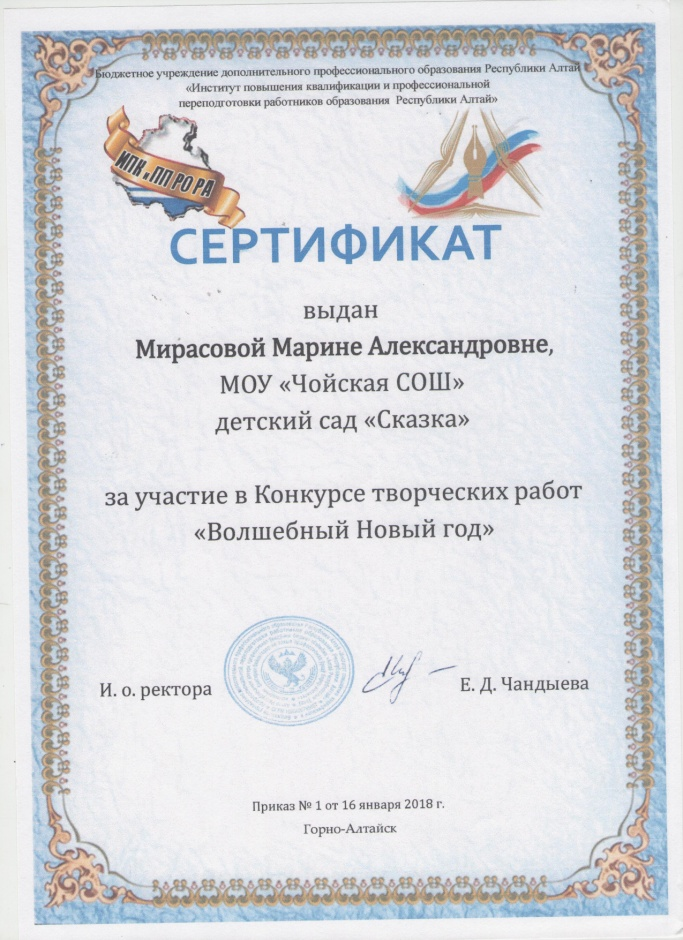 Бюджетное учреждение дополнительного профессионального образования Республики Алтай
«Институт повышения квалификации и профессиональной
переподготовки работников образования Республики Алтай»
ИПК и ПП РО РА
СЕРТИФИКАТ
выдан
Мирасовой Марине Александровне,
МОУ «Чойская СОШ»
детский сад «Сказка»
за участие в Конкурсе творческих работ
«Волшебный Новый год»
И. о. ректора
Е. Д. Чандыева
Приказ № 1 от 16 января 2018 г.
Горно-Алтайск